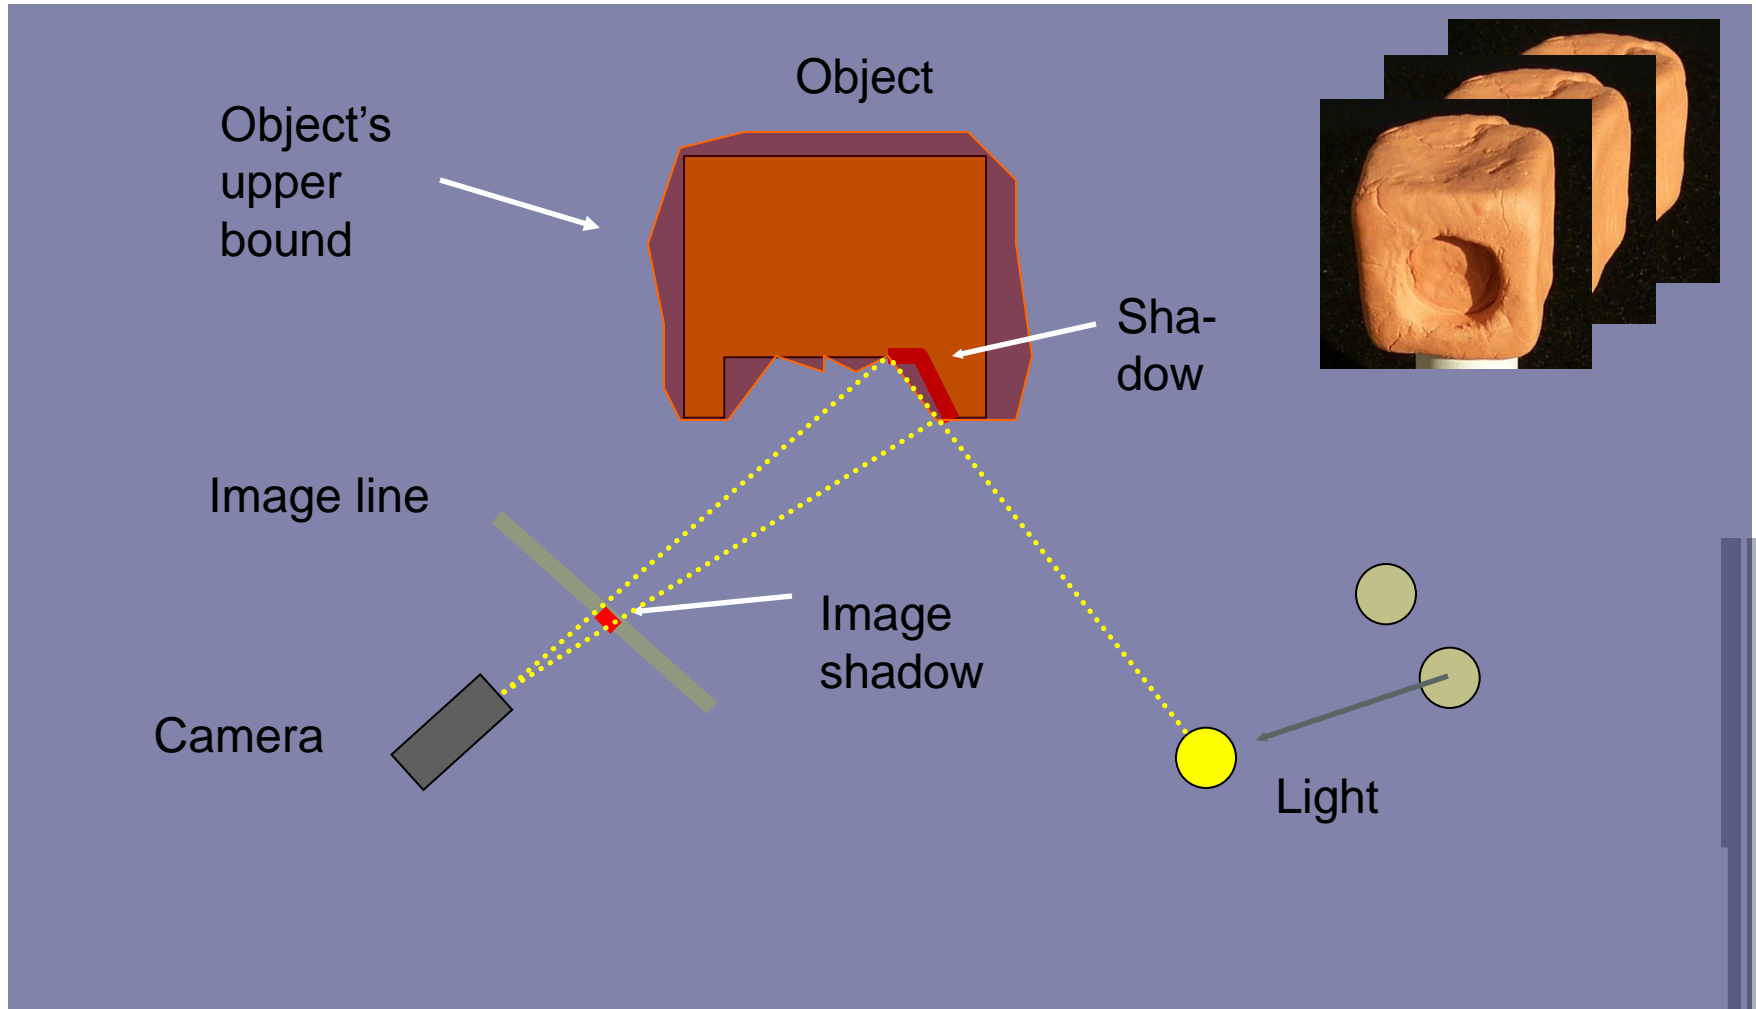 Object
Object’s
upper
bound
Sha-
dow
Image line
Image
shadow
Camera
Light